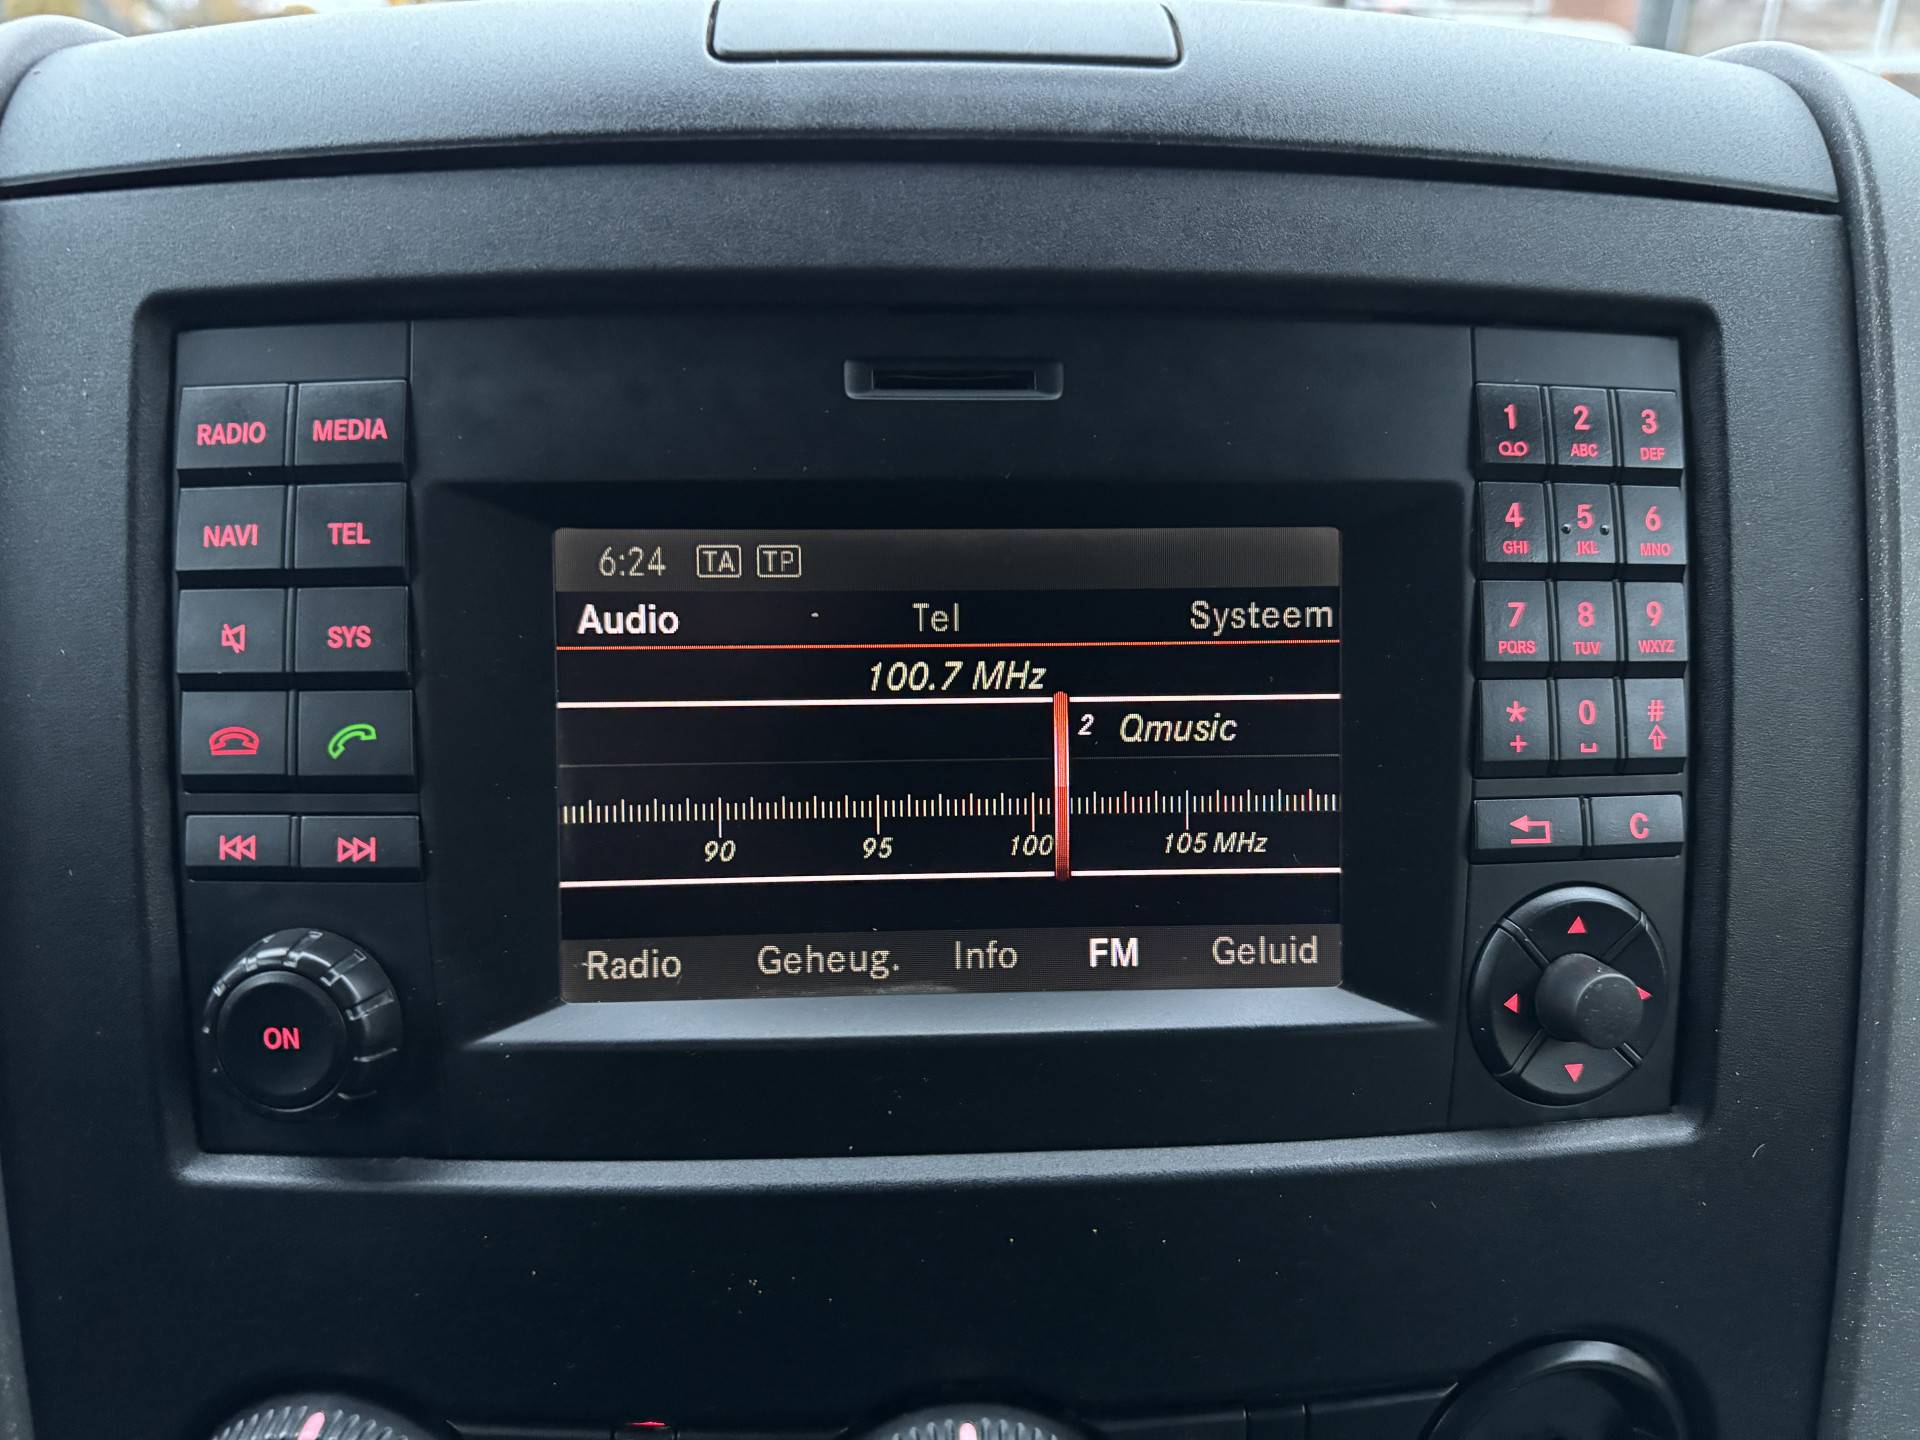 RADIO MEDIA
NAVI TEL
SYS
ON
6:24 TA TP
Audio Tel Systeem
100.7 MHz
2 Qmusic
90 95 100 105 MHz
Radio Geheug. Info FM Geluid
1 2 3
ABC DEF
4 5 6
GHI JKL MNO
7 8 9
PQRS TUV WXYZ
* 0 #
+
C